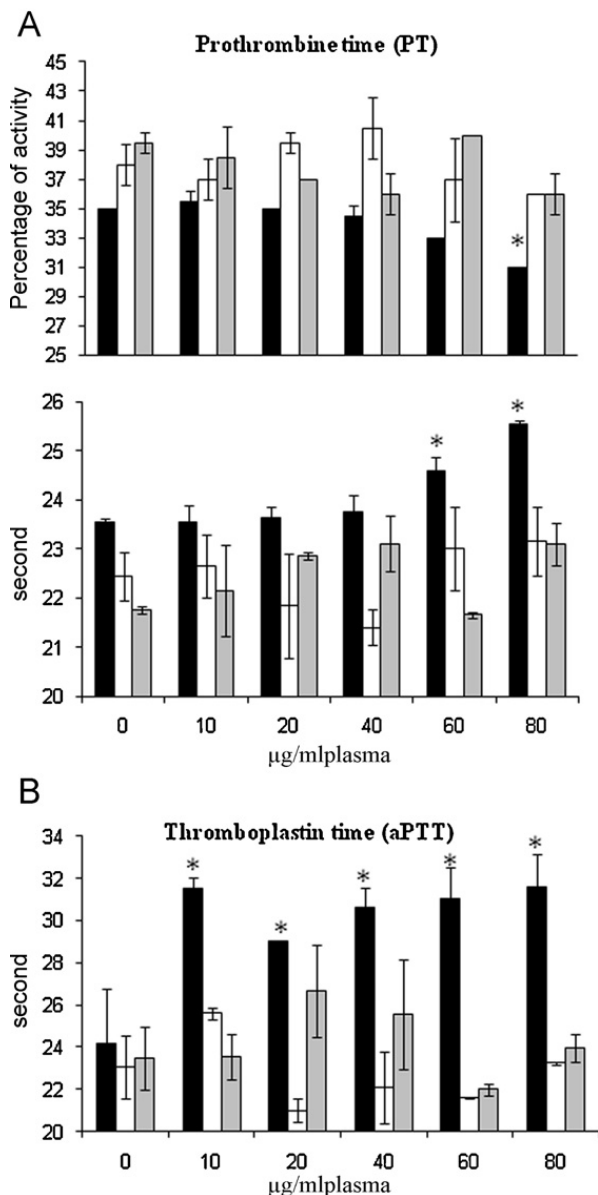 A
Prothrombine time (PT)
Percentage of activity
45
43
41
39
37
35
33
31
29
27
25
*
second
26
25
24
23
22
21
20
* *
0 10 20 40 60 80
µg/mlplasma
B
Thromboplastin time (aPTT)
second
34
32
30
28
26
24
22
20
* * * * *
0 10 20 40 60 80
µg/mlplasma